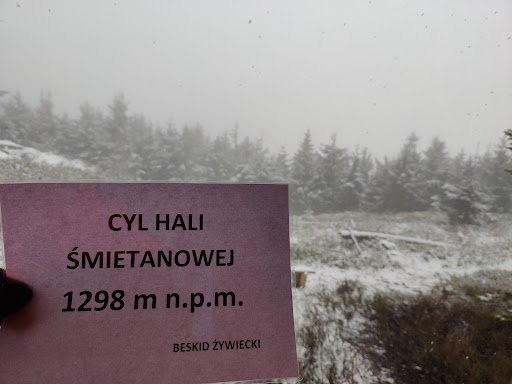 CYL HALI
ŚMIETANOWEJ
1298 m n.p.m.
BESKID ŻYWIECKI